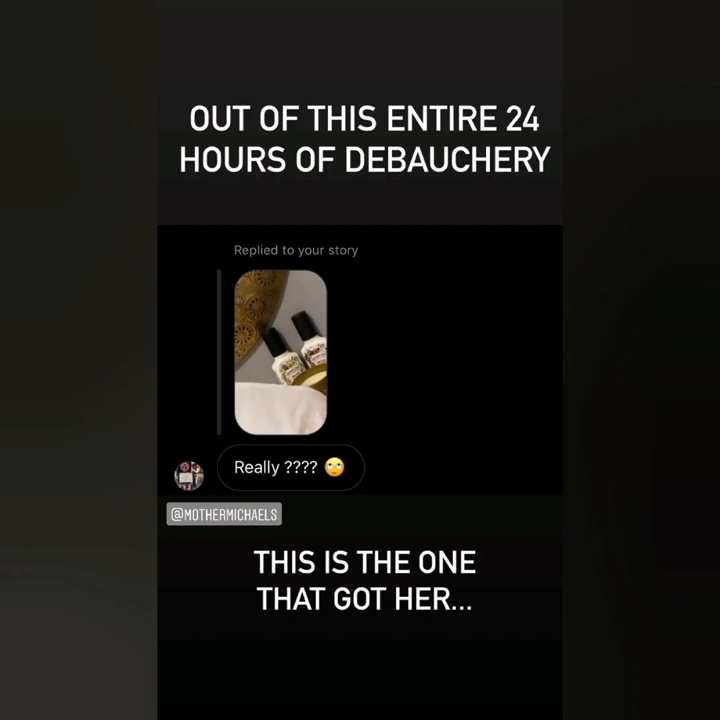 OUT OF THIS ENTIRE 24
HOURS OF DEBAUCHERY
Replied to your story
Really ???? 🙄
@MOTHERMICHAELS
THIS IS THE ONE
THAT GOT HER...